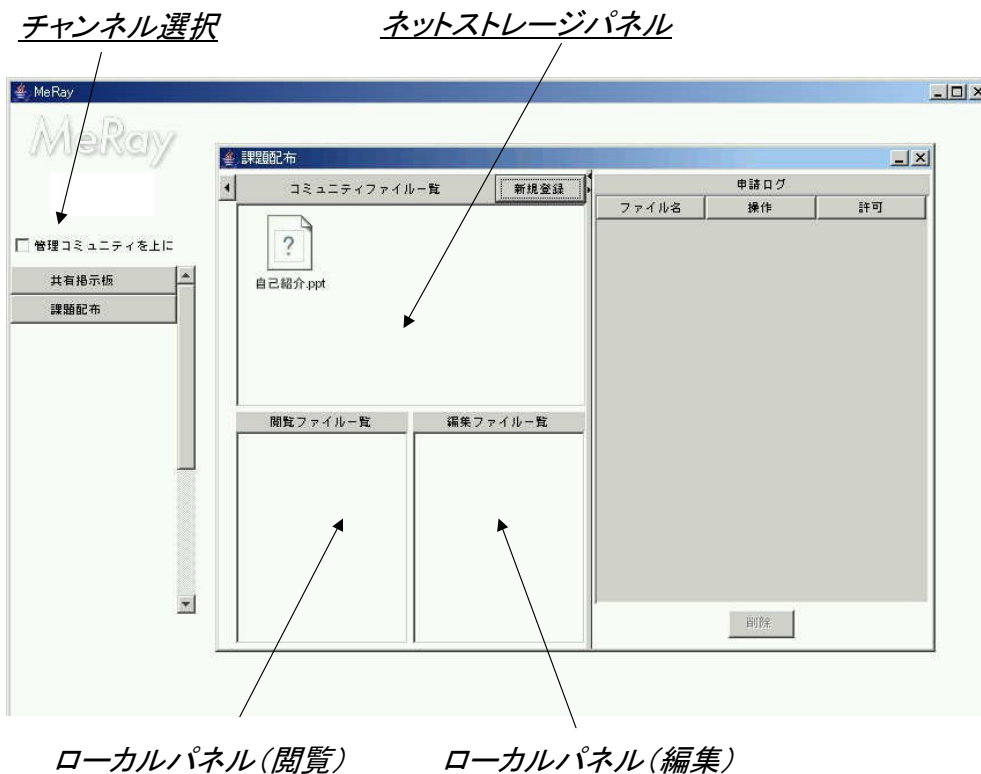 チャンネル選択
ネットストレージパネル
MeRay
MeRay
課題配布
コミュニティファイル一覧
新規登録
申請ログ
ファイル名
操作
許可
自己紹介.ppt
管理コミュニティを上に
共有掲示板
課題配布
閲覧ファイル一覧
編集ファイル一覧
削除
ローカルパネル(閲覧)
ローカルパネル(編集)